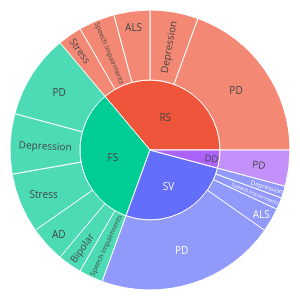 ALS
Depression
Speech impairments
Stress
PD
PD
RS
PD
Depression
FS
DD
PD
Depression
Speech impairments
ALS
SV
Stress
AD
Bipolar
Speech impairments
PD